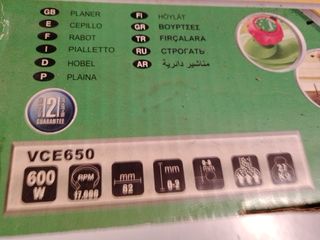 GB PLANER
E CEPILLO
F RABOT
I PIALLETTO
D HOBEL
P PLAINA
FI HÖYLÄT
GR ΒΟΥΡΤΣΕΣ
TR FIRÇALARA
RU СТРОГАТЬ
AR مناشير دائرية
12
GUARANTEE
VCE650
600 W
RPM 17.000
mm 82
mm 0-2